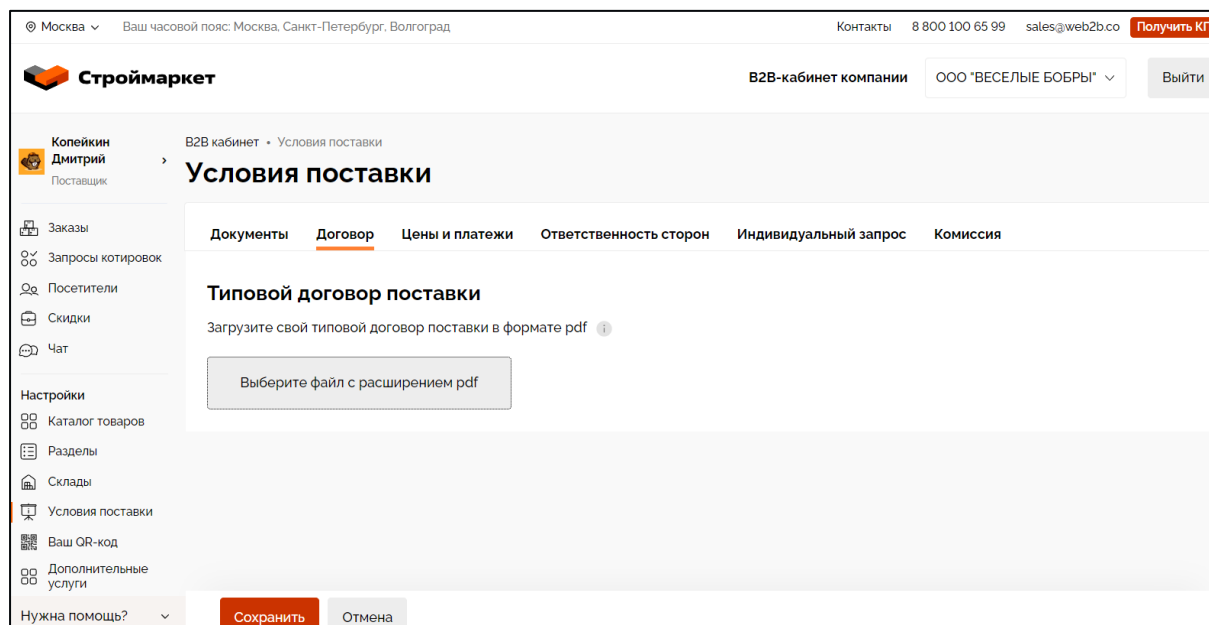 Москва
Ваш часовой пояс: Москва, Санкт-Петербург, Волгоград
Контакты
8 800 100 65 99
sales@web2b.co
Получить КП
Строймаркет
B2B-кабинет компании
ООО "ВЕСЕЛЫЕ БОБРЫ"
Выйти
Копейкин
Дмитрий
Поставщик
B2B кабинет • Условия поставки
Условия поставки
Заказы
Запросы котировок
Посетители
Скидки
Чат
Настройки
Каталог товаров
Разделы
Склады
Условия поставки
Ваш QR-код
Дополнительные
услуги
Нужна помощь?
Документы
Договор
Цены и платежи
Ответственность сторон
Индивидуальный запрос
Комиссия
Типовой договор поставки
Загрузите свой типовой договор поставки в формате pdf
Выберите файл с расширением pdf
Сохранить
Отмена